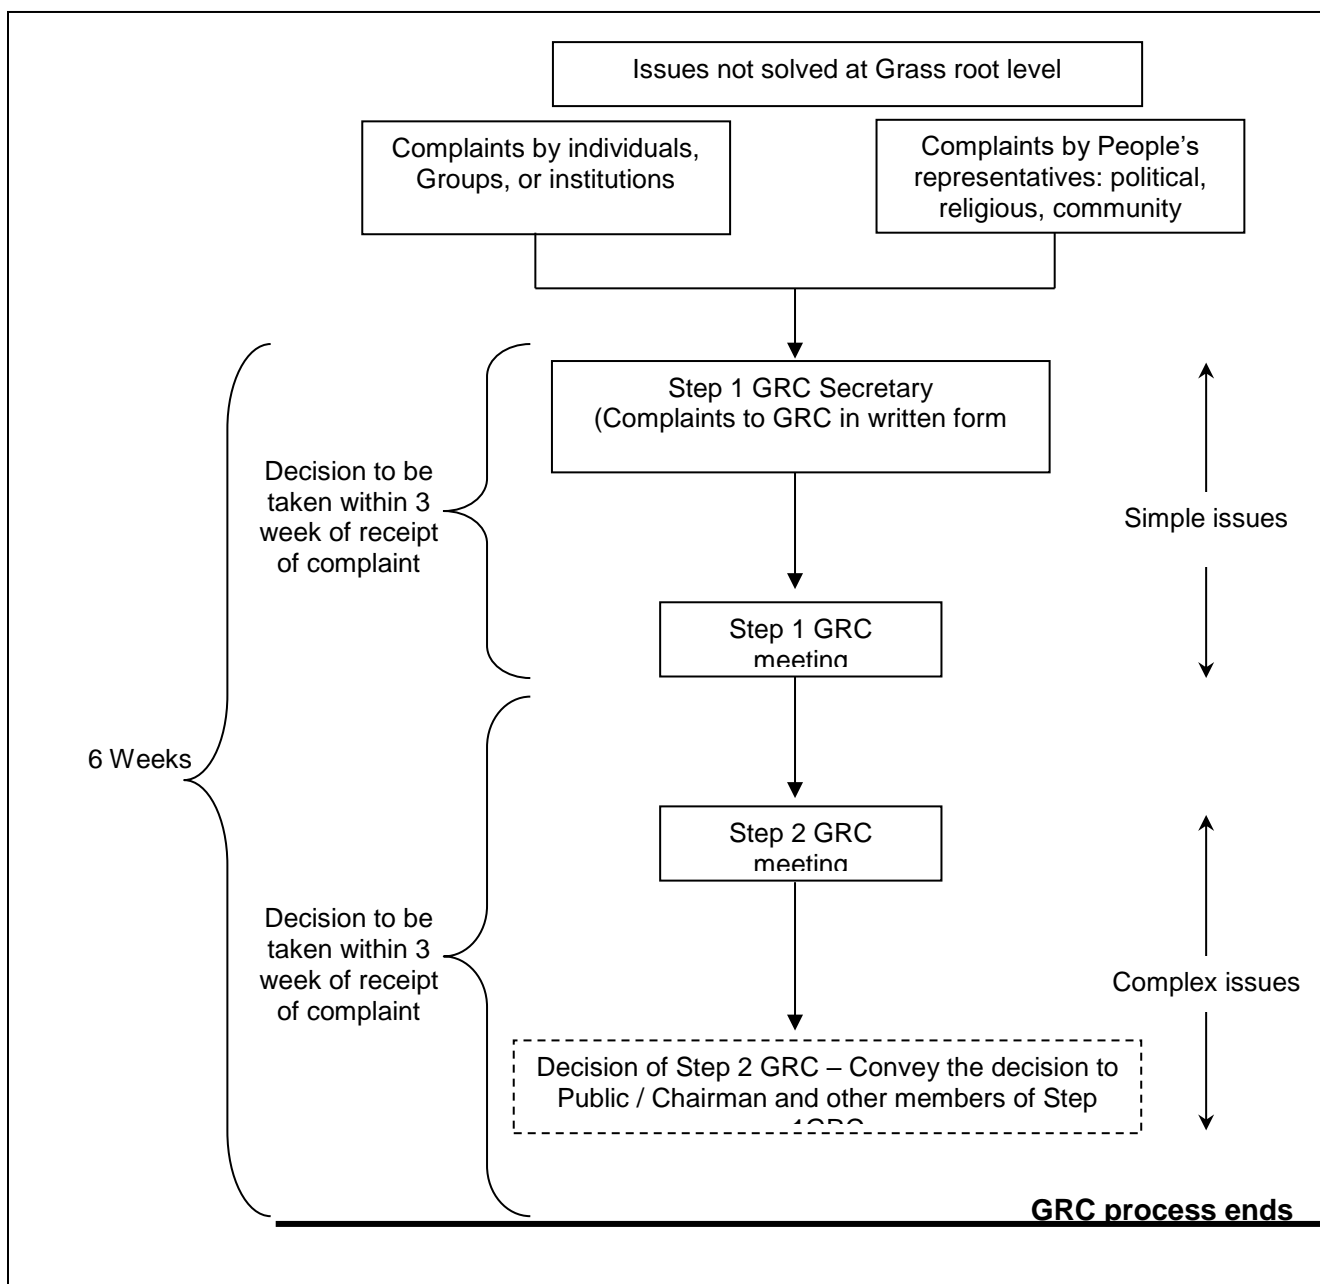 Issues not solved at Grass root level
Complaints by individuals,
Groups, or institutions
Complaints by People’s
representatives: political,
religious, community
Step 1 GRC Secretary
(Complaints to GRC in written form
Decision to be
taken within 3
week of receipt
of complaint
Simple issues
Step 1 GRC
meeting
6 Weeks
Step 2 GRC
meeting
Decision to be
taken within 3
week of receipt
of complaint
Complex issues
Decision of Step 2 GRC – Convey the decision to
Public / Chairman and other members of Step
1GRC
GRC process ends